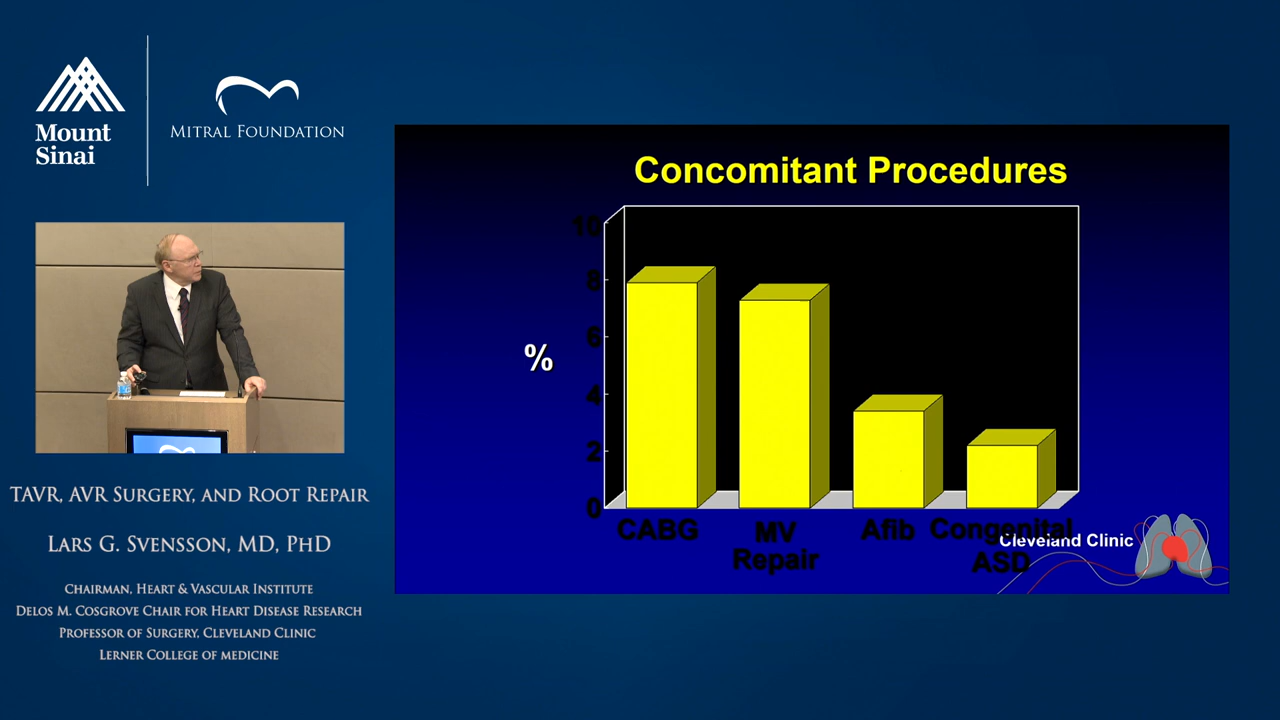 Mount
Sinai
MITRAL FOUNDATION
TAVR, AVR SURGERY, AND ROOT REPAIR
LARS G. SVENSSON, MD, PHD
CHAIRMAN, HEART & VASCULAR INSTITUTE
DELOS M. COSGROVE CHAIR FOR HEART DISEASE RESEARCH
PROFESSOR OF SURGERY, CLEVELAND CLINIC
LERNER COLLEGE OF MEDICINE
Concomitant Procedures
10
8
6
%
4
2
0
CABG
MV
Repair
Afib
Congenital
ASD
Cleveland Clinic